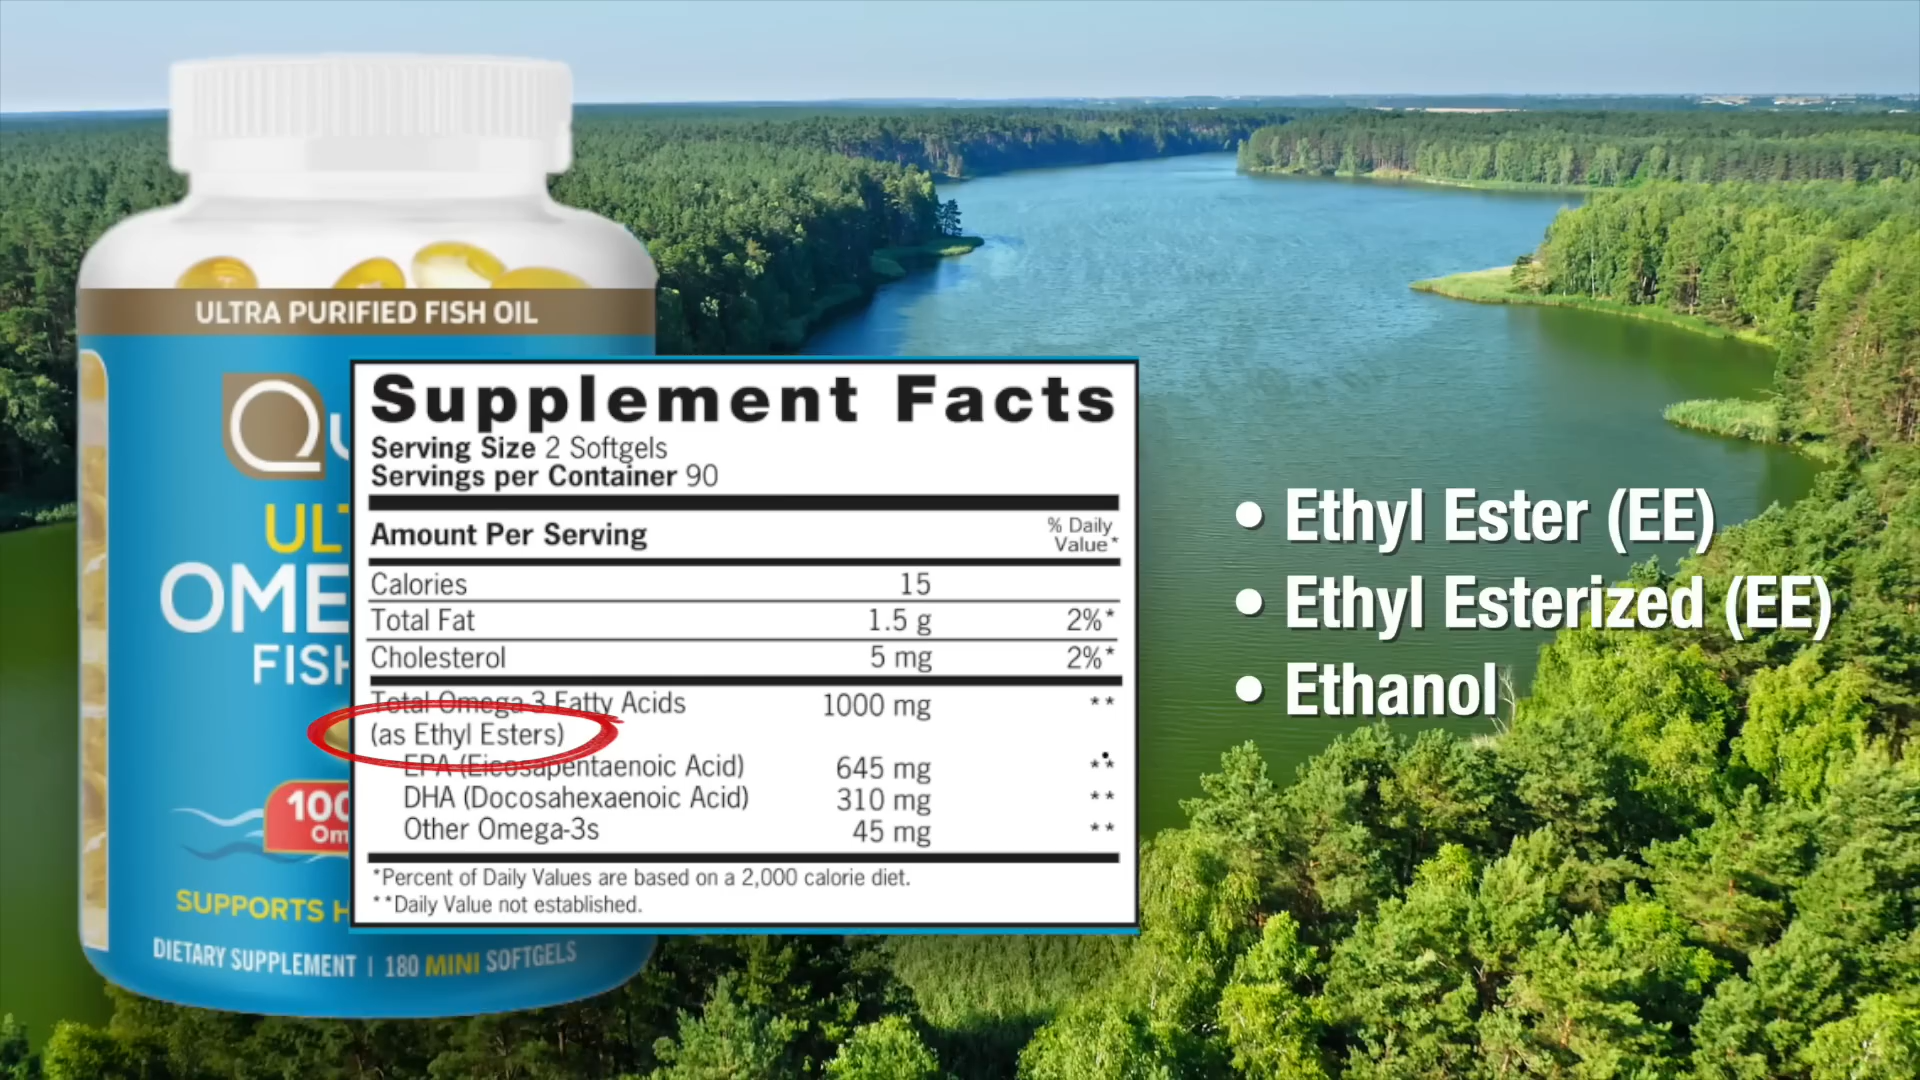 ULTRA PURIFIED FISH OIL
OME
FISH
SUPPORTS
DIETARY SUPPLEMENT | 180 MINI SOFTGELS
Supplement Facts
Serving Size 2 Softgels
Servings per Container 90
Amount Per Serving % Daily Value*
Calories 15
Total Fat 1.5 g 2%*
Cholesterol 5 mg 2%*
Total Omega-3 Fatty Acids 1000 mg **
(as Ethyl Esters)
EPA (Eicosapentaenoic Acid) 645 mg **
DHA (Docosahexaenoic Acid) 310 mg **
Other Omega-3s 45 mg **
*Percent of Daily Values are based on a 2,000 calorie diet.
**Daily Value not established.
• Ethyl Ester (EE)
• Ethyl Esterized (EE)
• Ethanol